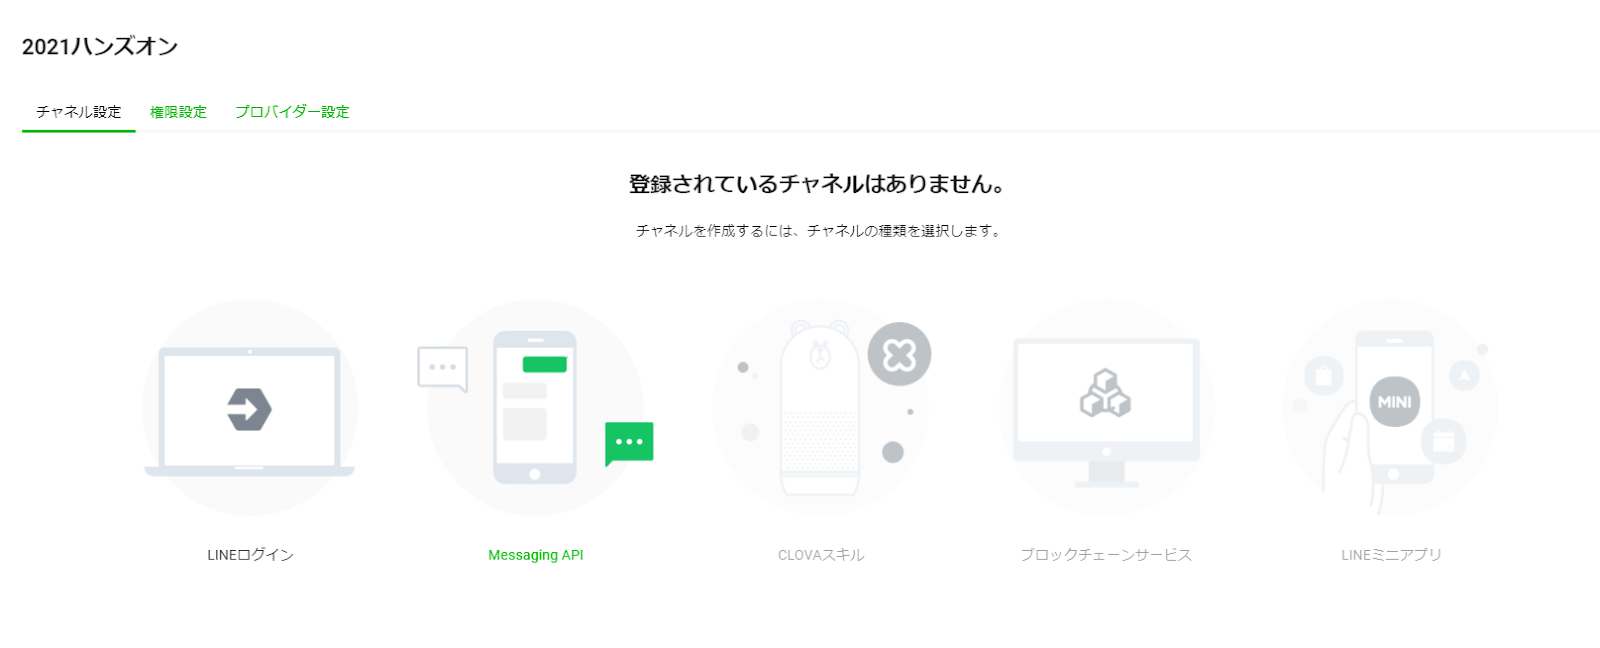 2021ハンズオン
チャネル設定 権限設定 プロバイダー設定
登録されているチャネルはありません。
チャネルを作成するには、チャネルの種類を選択します。
MINI
LINEログイン Messaging API CLOVAスキル ブロックチェーンサービス LINEミニアプリ